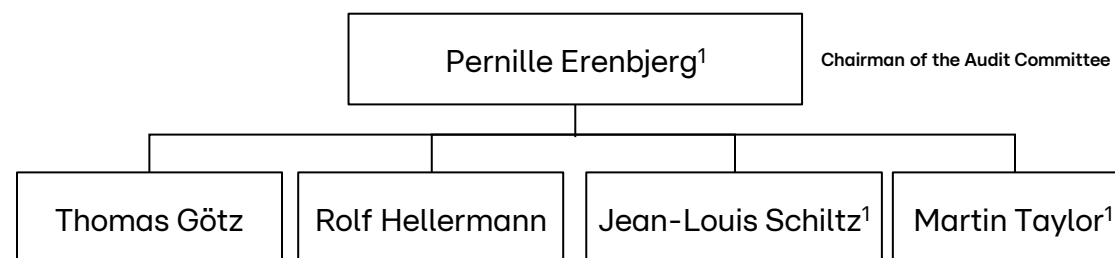 Pernille Erenbjerg¹
Chairman of the Audit Committee
Thomas Götz
Rolf Hellermann
Jean-Louis Schiltz¹
Martin Taylor¹